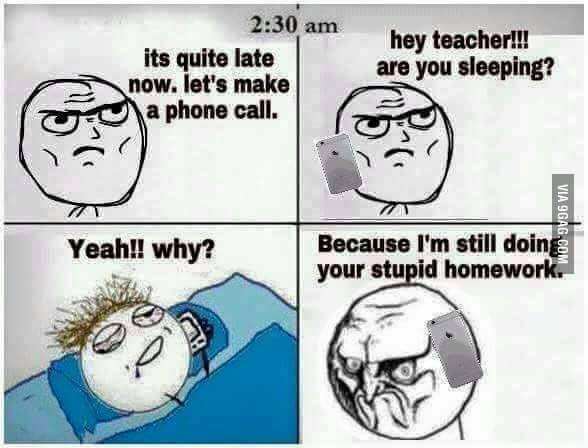 2:30 am
its quite late
now. let's make
a phone call.
hey teacher!!!
are you sleeping?
Yeah!! why?
Because I'm still doing
your stupid homework.
VIA 9GAG.COM